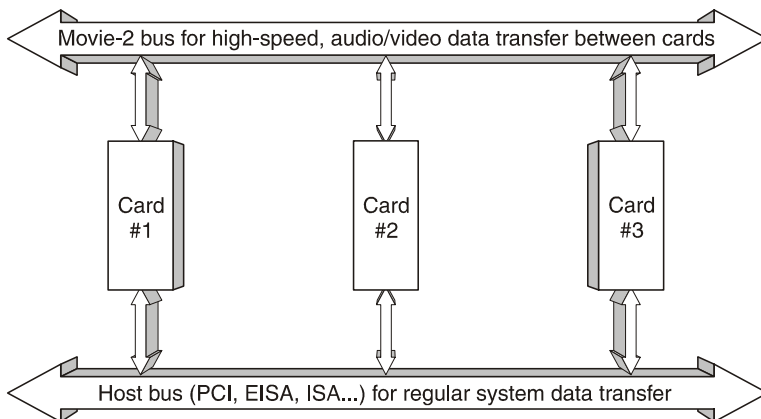 Movie-2 bus for high-speed, audio/video data transfer between cards
Card
#1
Card
#2
Card
#3
Host bus (PCI, EISA, ISA...) for regular system data transfer